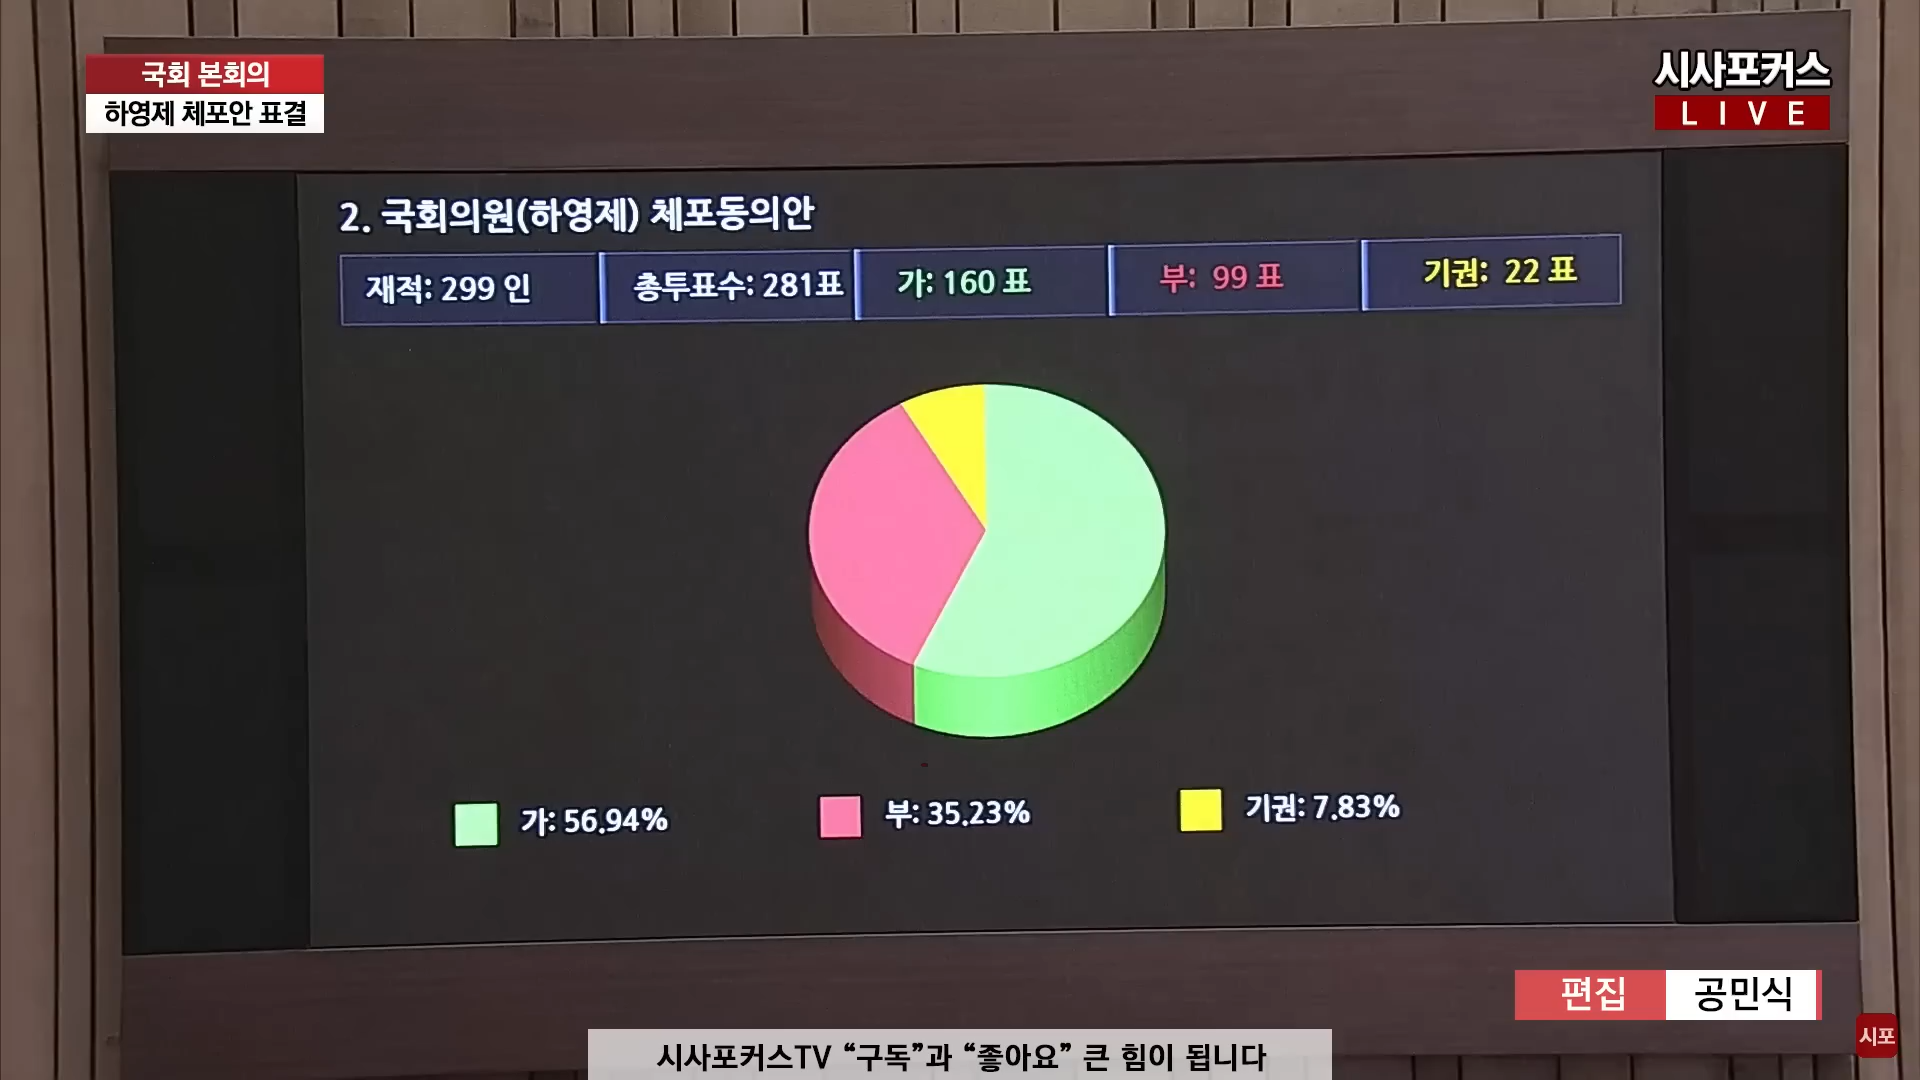 국회 본회의
하영제 체포안 표결
시사포커스
LIVE
2. 국회의원(하영제) 체포동의안
재적: 299 인
총투표수: 281표
가: 160 표
부: 99 표
기권: 22 표
가: 56.94%
부: 35.23%
기권: 7.83%
편집 공민식
시포
시사포커스TV “구독”과 “좋아요” 큰 힘이 됩니다